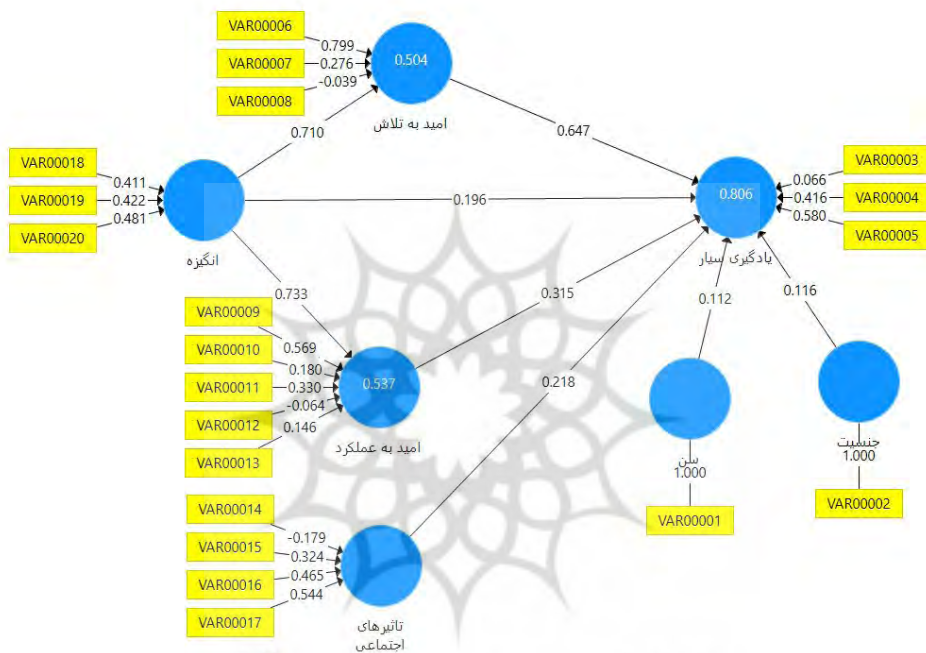 VAR00006
0.799
VAR00007
0.276
VAR00008
-0.039
0.504
امید به تلاش
0.710
0.647
VAR00018
0.411
VAR00019
0.422
VAR00020
0.481
انگیزه
0.196
0.806
یادگیری سیار
VAR00003
0.066
VAR00004
0.416
VAR00005
0.580
0.733
0.315
0.112
0.116
VAR00009
0.569
VAR00010
0.180
VAR00011
0.330
VAR00012
-0.064
VAR00013
0.146
0.537
امید به عملکرد
0.218
سن
1.000
VAR00001
جنسیت
1.000
VAR00002
VAR00014
-0.179
VAR00015
0.324
VAR00016
0.465
VAR00017
0.544
تاثیرهای
اجتماعی